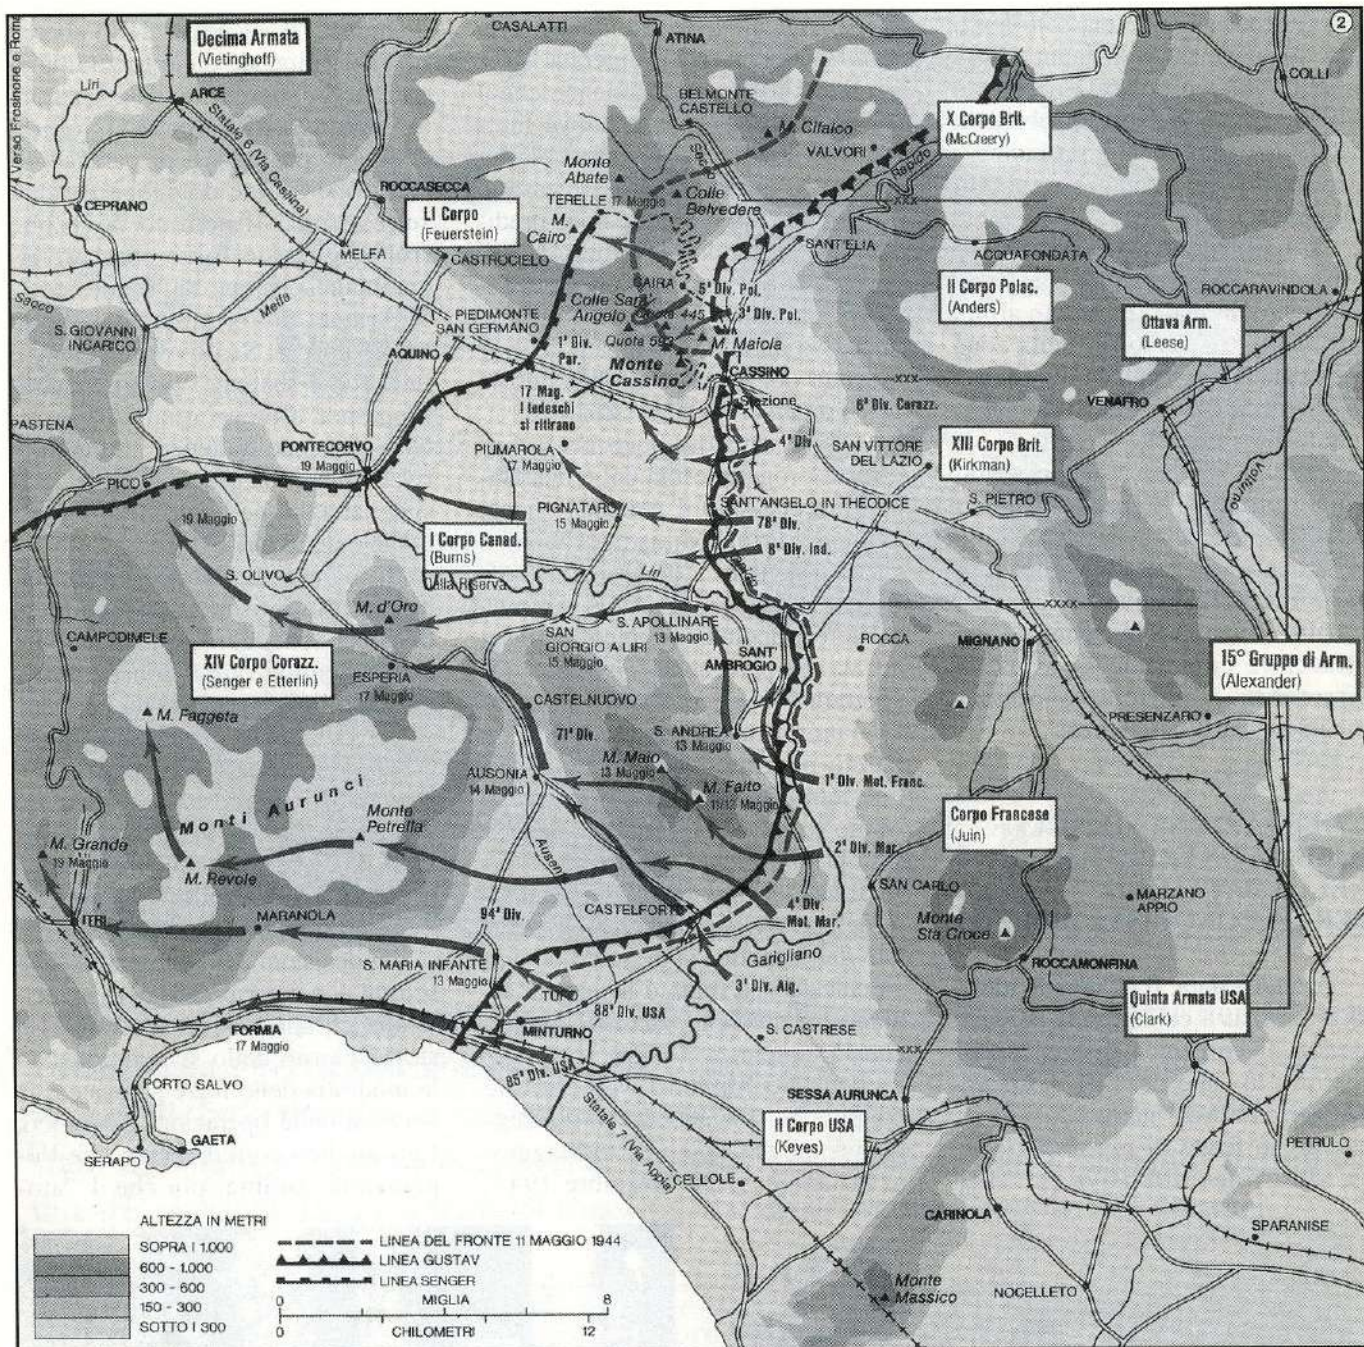 2
CASALATTI
ATINA
Decima Armata
(Vietinghoff)
Verso Frosinone e Roma
COLLI
Liri
ARCE
BELMONTE
CASTELLO
Statale 6 (Via Casilina)
M. Cifalco
X Corpo Brit.
(McCreery)
VALVORI
Rapido
Monte
Abate
ROCCASECCA
TERELLE
17 Maggio
Colle
Belvedere
CEPRANO
LI Corpo
(Feuerstein)
M.
Cairo
MELFA
CASTROCIELO
SANT'ELIA
ACQUAFONDATA
XXX
Sacco
Melfa
CAIRA
5ª Div. Pol.
II Corpo Polac.
(Anders)
ROCCARAVINDOLA
Colle Sant'
Angelo
445
3ª Div. Pol.
Ottava Arm.
(Leese)
S. GIOVANNI
INCARICO
PIEDIMONTE
SAN GERMANO
Quota 593
M. Maiola
AQUINO
1ª Div.
Par.
Monte
Cassino
CASSINO
XXX
17 Mag.
I tedeschi
si ritirano
Stazione
6ª Div. Corazz.
VENAFRO
PASTENA
4ª Div.
PONTECORVO
19 Maggio
PIUMAROLA
17 Maggio
SAN VITTORE
DEL LAZIO
XIII Corpo Brit.
(Kirkman)
Volturno
PICO
SANT'ANGELO IN THEODICE
S. PIETRO
19 Maggio
PIGNATARO
15 Maggio
78ª Div.
I Corpo Canad.
(Burns)
8ª Div. Ind.
Dalla Riserva
Liri
S. OLIVO
M. d'Oro
XXXX
S. APOLLINARE
13 Maggio
SAN
GIORGIO A LIRI
15 Maggio
ROCCA
MIGNANO
CAMPODIMELE
XIV Corpo Corazz.
(Senger e Etterlin)
ESPERIA
17 Maggio
SANT'
AMBROGIO
15° Gruppo di Arm.
(Alexander)
CASTELNUOVO
M. Faggeta
71ª Div.
S. ANDREA
13 Maggio
PRESENZARO
M. Maio
13 Maggio
AUSONIA
14 Maggio
M. Faito
11/12 Maggio
1ª Div. Mot. Franc.
Monti Aurunci
Monte
Petrella
Corpo Francese
(Juin)
M. Grande
19 Maggio
2ª Div. Mar.
M. Revole
SAN CARLO
MARZANO
APPIO
MARANOLA
94ª Div.
CASTELFORTE
4ª Div.
Mot. Mar.
Monte
Sta Croce
ITRI
S. MARIA INFANTE
13 Maggio
Garigliano
ROCCAMONFINA
3ª Div. Alg.
TUFO
Quinta Armata USA
(Clark)
88ª Div. USA
FORMIA
17 Maggio
MINTURNO
S. CASTRESE
XXX
85ª Div. USA
PORTO SALVO
SESSA AURUNCA
Statale 7 (Via Appia)
II Corpo USA
(Keyes)
GAETA
SERAPO
PETRULO
CELLOLE
CARINOLA
SPARANISE
Monte
Massico
NOCELLETO
ALTEZZA IN METRI
SOPRA I 1.000
600 - 1.000
300 - 600
150 - 300
SOTTO I 300
LINEA DEL FRONTE 11 MAGGIO 1944
LINEA GUSTAV
LINEA SENGER
0 MIGLIA 8
0 CHILOMETRI 12